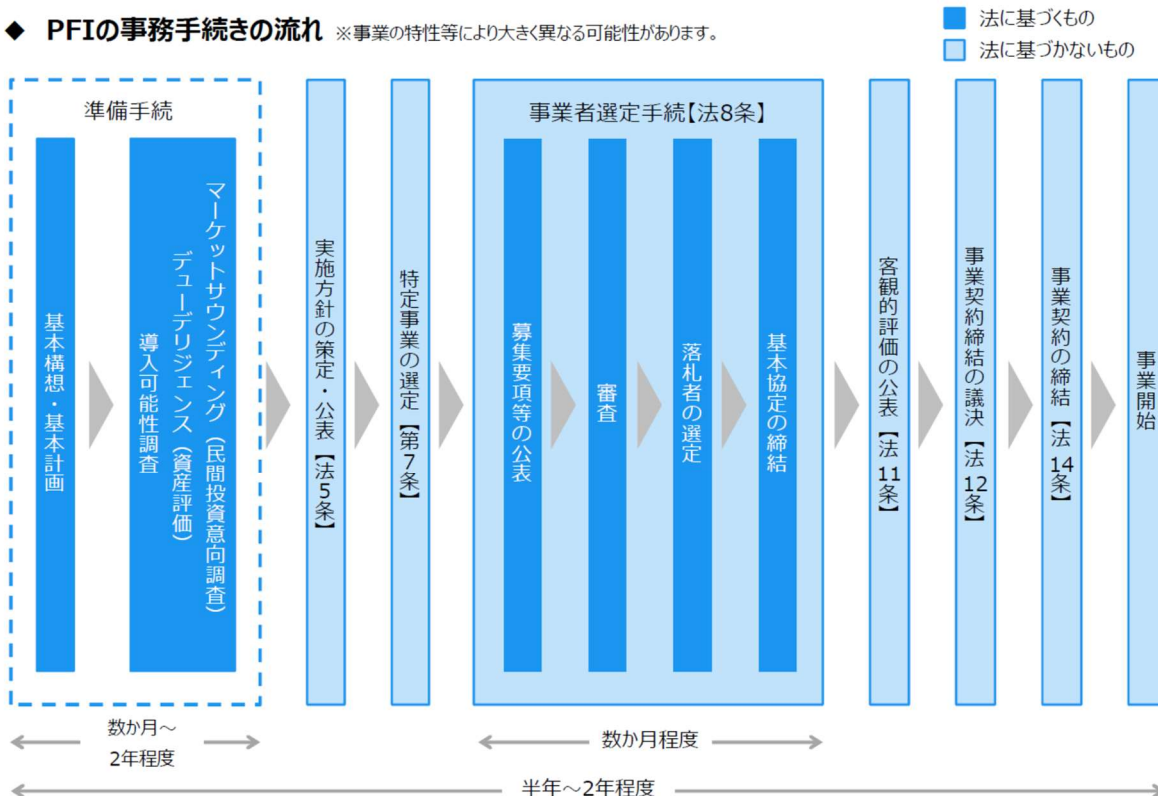 ◆ PFIの事務手続きの流れ ※事業の特性等により大きく異なる可能性があります。
法に基づくもの
法に基づかないもの
準備手続
基本構想・基本計画
マーケットサウンディング（民間投資意向調査）
デューデリジェンス（資産評価）
導入可能性調査
実施方針の策定・公表【法5条】
特定事業の選定【第7条】
事業者選定手続【法8条】
募集要項等の公表
審査
落札者の選定
基本協定の締結
客観的評価の公表【法11条】
事業契約締結の議決【法12条】
事業契約の締結【法14条】
事業開始
数か月～
2年程度
数か月程度
半年～2年程度